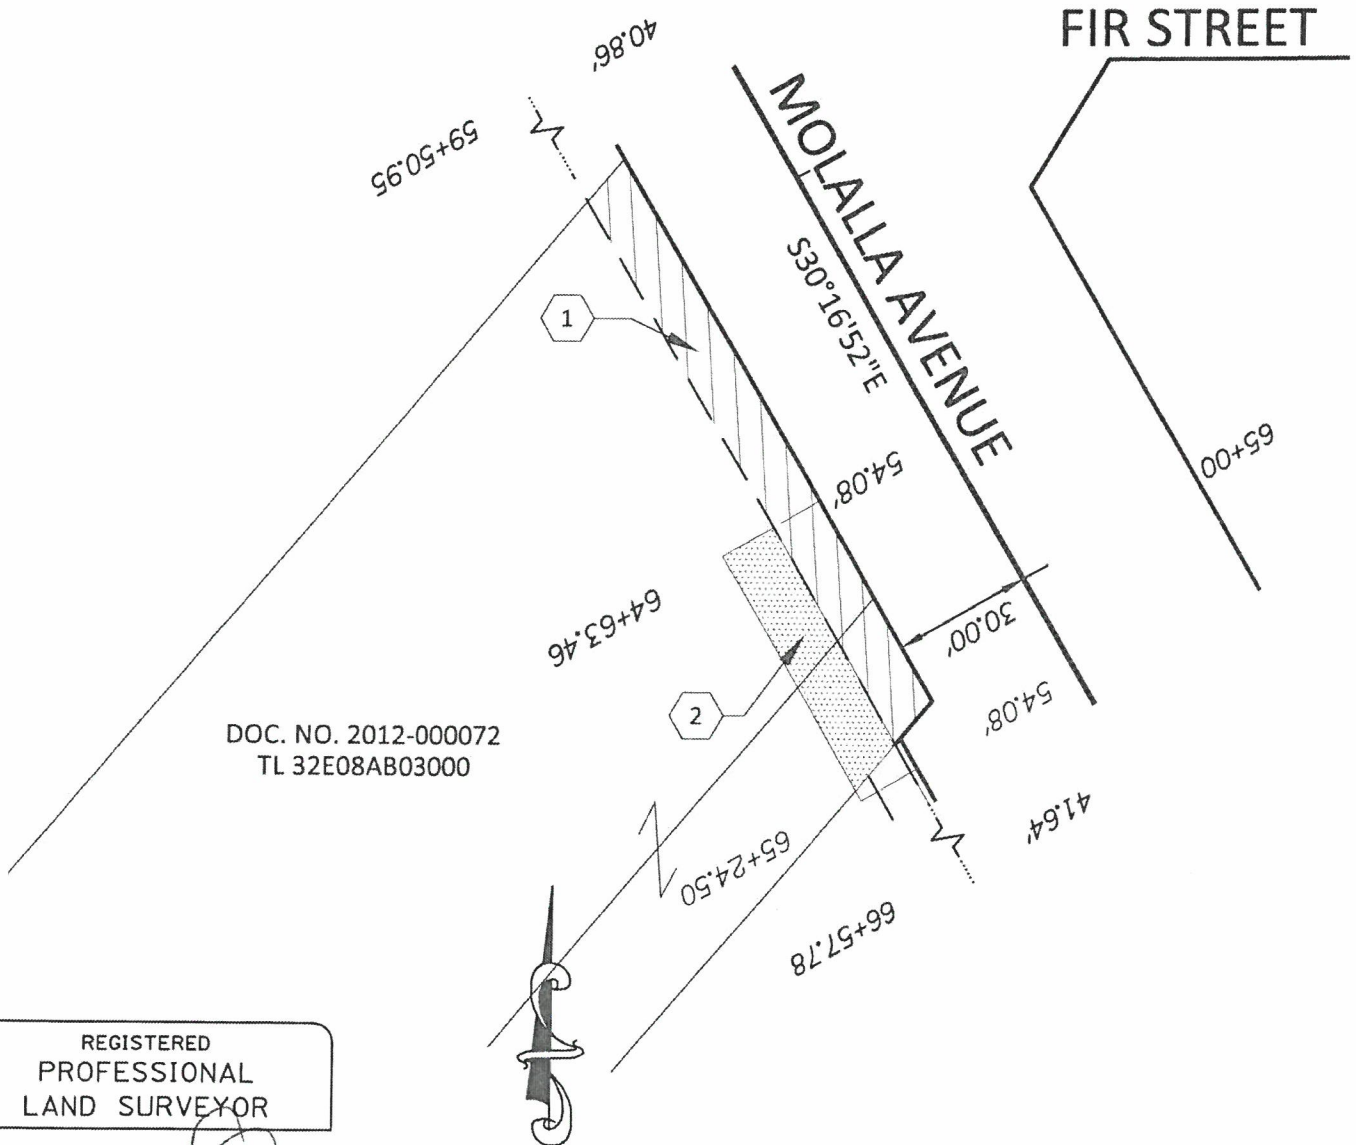 FIR STREET
40.86'
MOLALLA AVENUE
59+50.95
S30°16'52"E
1
65+00
54.08'
64+63.46
30.00'
2
54.08'
DOC. NO. 2012-000072
TL 32E08AB03000
41.64'
65+24.50
66+57.78
REGISTERED
PROFESSIONAL
LAND SURVEYOR